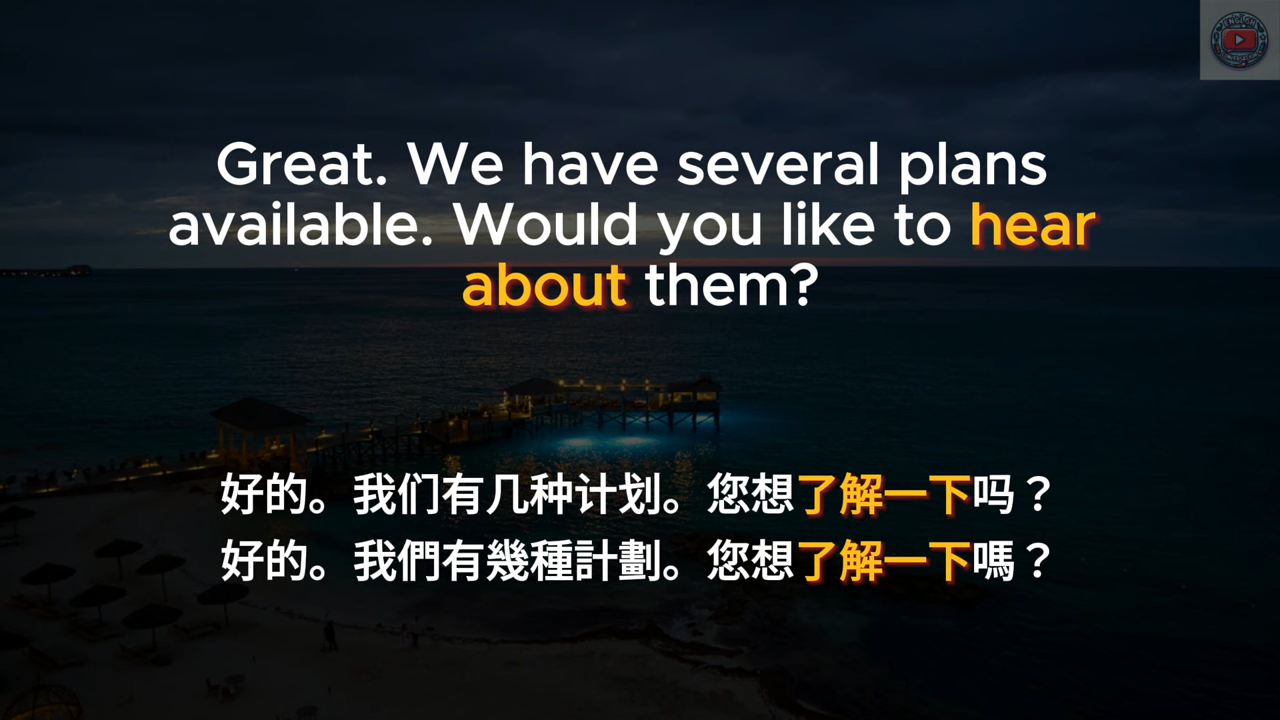 Great. We have several plans
available. Would you like to hear
about them?
好的。我们有几种计划。您想了解一下吗？
好的。我們有幾種計劃。您想了解一下嗎？